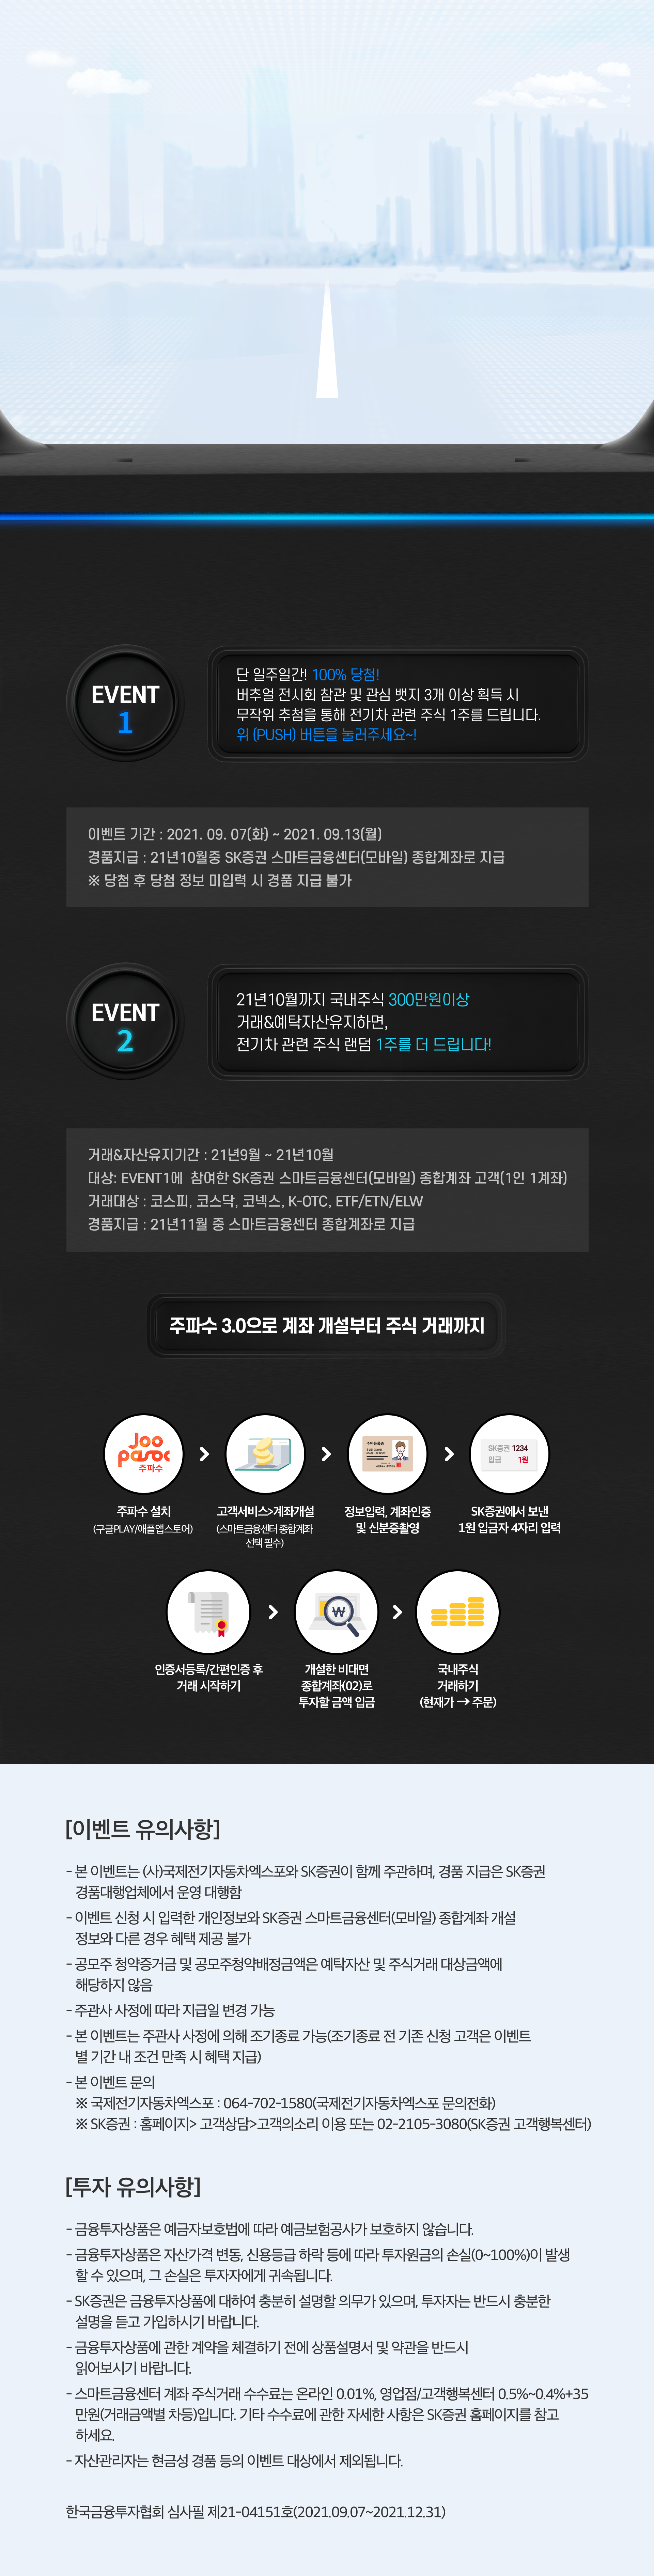 EVENT
1
단 일주일간! 100% 당첨!
버추얼 전시회 참관 및 관심 뱃지 3개 이상 획득 시
무작위 추첨을 통해 전기차 관련 주식 1주를 드립니다.
위 (PUSH) 버튼을 눌러주세요~!
이벤트 기간 : 2021. 09. 07(화) ~ 2021. 09.13(월)
경품지급 : 21년10월중 SK증권 스마트금융센터(모바일) 종합계좌로 지급
※ 당첨 후 당첨 정보 미입력 시 경품 지급 불가
EVENT
2
21년10월까지 국내주식 300만원이상
거래&예탁자산유지하면,
전기차 관련 주식 랜덤 1주를 더 드립니다!
거래&자산유지기간 : 21년9월 ~ 21년10월
대상: EVENT1에 참여한 SK증권 스마트금융센터(모바일) 종합계좌 고객(1인 1계좌)
거래대상 : 코스피, 코스닥, 코넥스, K-OTC, ETF/ETN/ELW
경품지급 : 21년11월 중 스마트금융센터 종합계좌로 지급
주파수 3.0으로 계좌 개설부터 주식 거래까지
Joo
pasoo
주파수
주민등록증
SK증권 1234
입금 1원
주파수 설치
(구글PLAY/애플앱스토어)
고객서비스>계좌개설
(스마트금융센터 종합계좌
선택 필수)
정보입력, 계좌인증
및 신분증촬영
SK증권에서 보낸
1원 입금자 4자리 입력
₩
인증서등록/간편인증 후
거래 시작하기
개설한 비대면
종합계좌(02)로
투자할 금액 입금
국내주식
거래하기
(현재가 → 주문)
[이벤트 유의사항]
- 본 이벤트는 (사)국제전기자동차엑스포와 SK증권이 함께 주관하며, 경품 지급은 SK증권
경품대행업체에서 운영 대행함
- 이벤트 신청 시 입력한 개인정보와 SK증권 스마트금융센터(모바일) 종합계좌 개설
정보와 다른 경우 혜택 제공 불가
- 공모주 청약증거금 및 공모주청약배정금액은 예탁자산 및 주식거래 대상금액에
해당하지 않음
- 주관사 사정에 따라 지급일 변경 가능
- 본 이벤트는 주관사 사정에 의해 조기종료 가능(조기종료 전 기존 신청 고객은 이벤트
별 기간 내 조건 만족 시 혜택 지급)
- 본 이벤트 문의
※ 국제전기자동차엑스포 : 064-702-1580(국제전기자동차엑스포 문의전화)
※ SK증권 : 홈페이지> 고객상담>고객의소리 이용 또는 02-2105-3080(SK증권 고객행복센터)
[투자 유의사항]
- 금융투자상품은 예금자보호법에 따라 예금보험공사가 보호하지 않습니다.
- 금융투자상품은 자산가격 변동, 신용등급 하락 등에 따라 투자원금의 손실(0~100%)이 발생
할 수 있으며, 그 손실은 투자자에게 귀속됩니다.
- SK증권은 금융투자상품에 대하여 충분히 설명할 의무가 있으며, 투자자는 반드시 충분한
설명을 듣고 가입하시기 바랍니다.
- 금융투자상품에 관한 계약을 체결하기 전에 상품설명서 및 약관을 반드시
읽어보시기 바랍니다.
- 스마트금융센터 계좌 주식거래 수수료는 온라인 0.01%, 영업점/고객행복센터 0.5%~0.4%+35
만원(거래금액별 차등)입니다. 기타 수수료에 관한 자세한 사항은 SK증권 홈페이지를 참고
하세요.
- 자산관리자는 현금성 경품 등의 이벤트 대상에서 제외됩니다.
한국금융투자협회 심사필 제21-04151호(2021.09.07~2021.12.31)